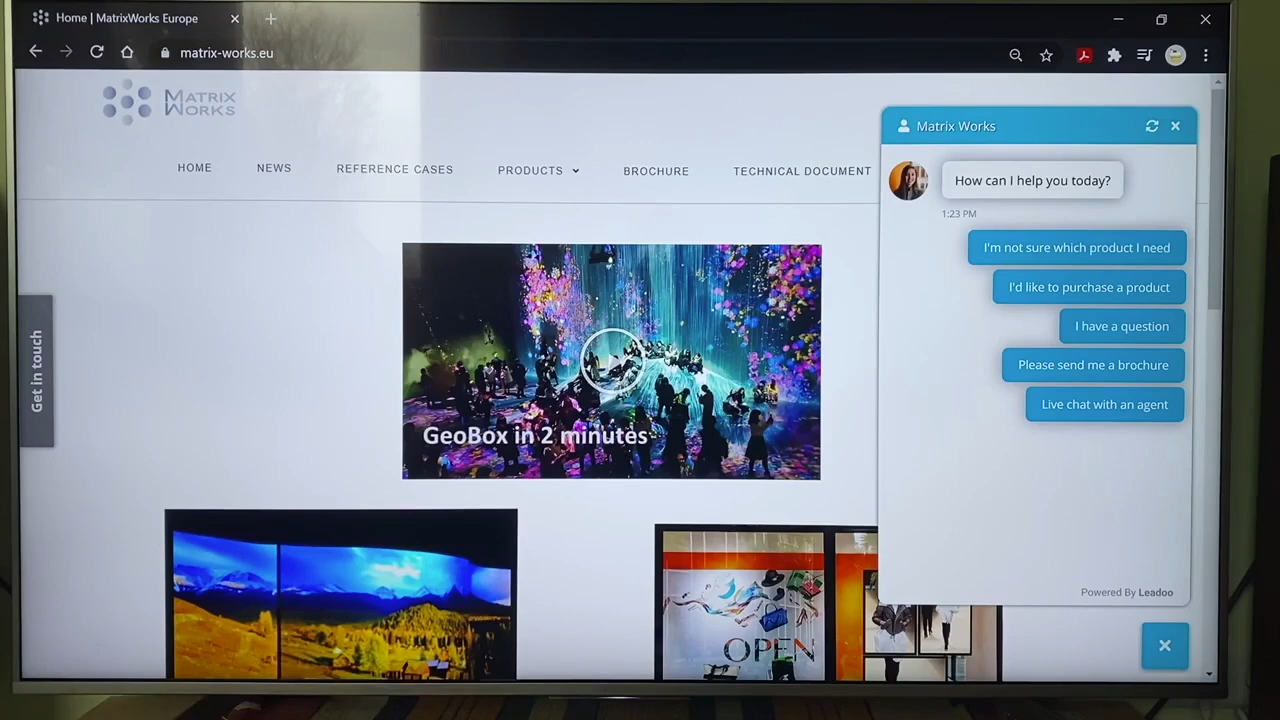 Home | MatrixWorks Europe
matrix-works.eu
MATRIX
WORKS
HOME
NEWS
REFERENCE CASES
PRODUCTS
BROCHURE
TECHNICAL DOCUMENT
Get in touch
GeoBox in 2 minutes
OPEN
Matrix Works
How can I help you today?
1:23 PM
I'm not sure which product I need
I'd like to purchase a product
I have a question
Please send me a brochure
Live chat with an agent
Powered By Leadoo